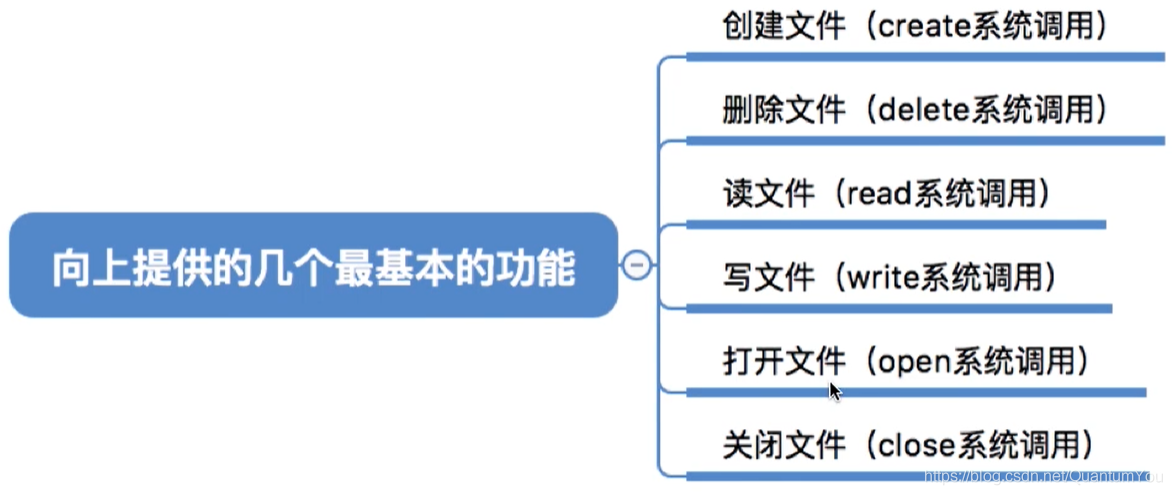 创建文件（create系统调用）
删除文件（delete系统调用）
读文件（read系统调用）
向上提供的几个最基本的功能
写文件（write系统调用）
打开文件（open系统调用）
关闭文件（close系统调用）
https://blog.csdn.net/QuantumYou